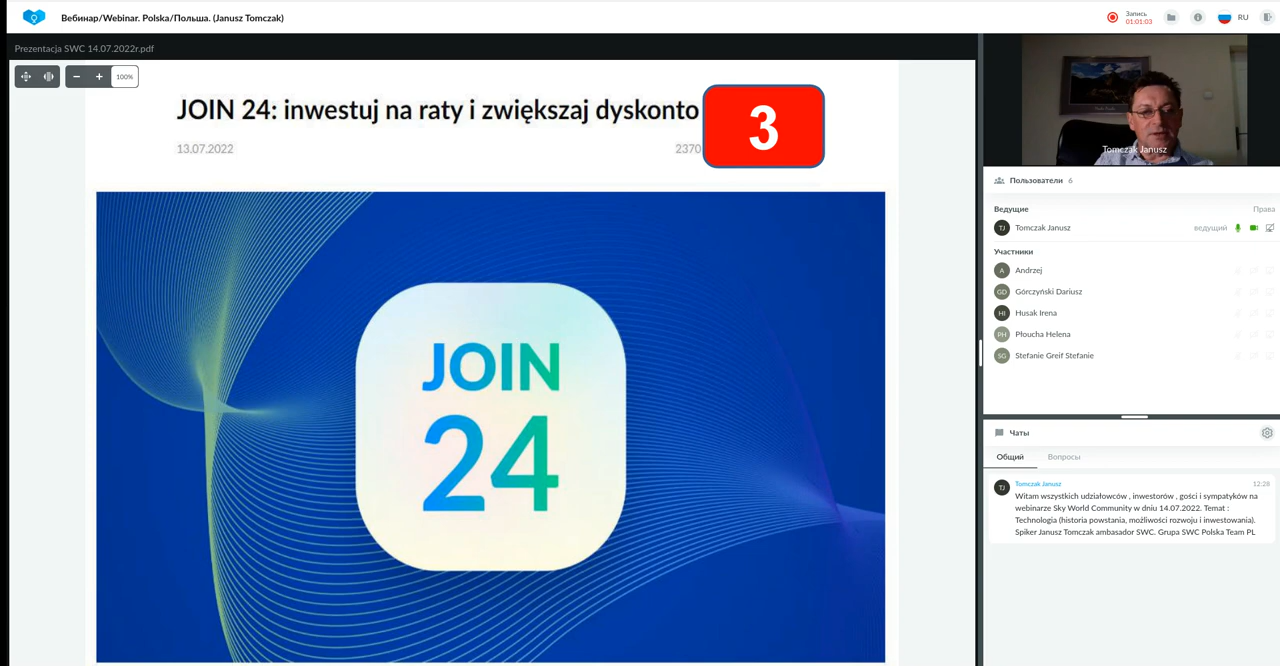 Вебинар/Webinar. Polska/Польша. (Janusz Tomczak)
Запись
01:01:03
RU
Prezentacja SWC 14.07.2022r.pdf
100%
JOIN 24: inwestuj na raty i zwiększaj dyskonto
3
13.07.2022
2370
JOIN
24
Tomczak Janusz
Пользователи 6
Ведущие Права
TJ Tomczak Janusz ведущий
Участники
A Andrzej
GD Górczyński Dariusz
HI Husak Irena
PH Płoucha Helena
SG Stefanie Greif Stefanie
Чаты
Общий Вопросы
TJ Tomczak Janusz 12:28
Witam wszystkich udziałowców , inwestorów , gości i sympatyków na
webinarze Sky World Community w dniu 14.07.2022. Temat :
Technologia (historia powstania, możliwości rozwoju i inwestowania).
Spiker Janusz Tomczak ambasador SWC. Grupa SWC Polska Team PL